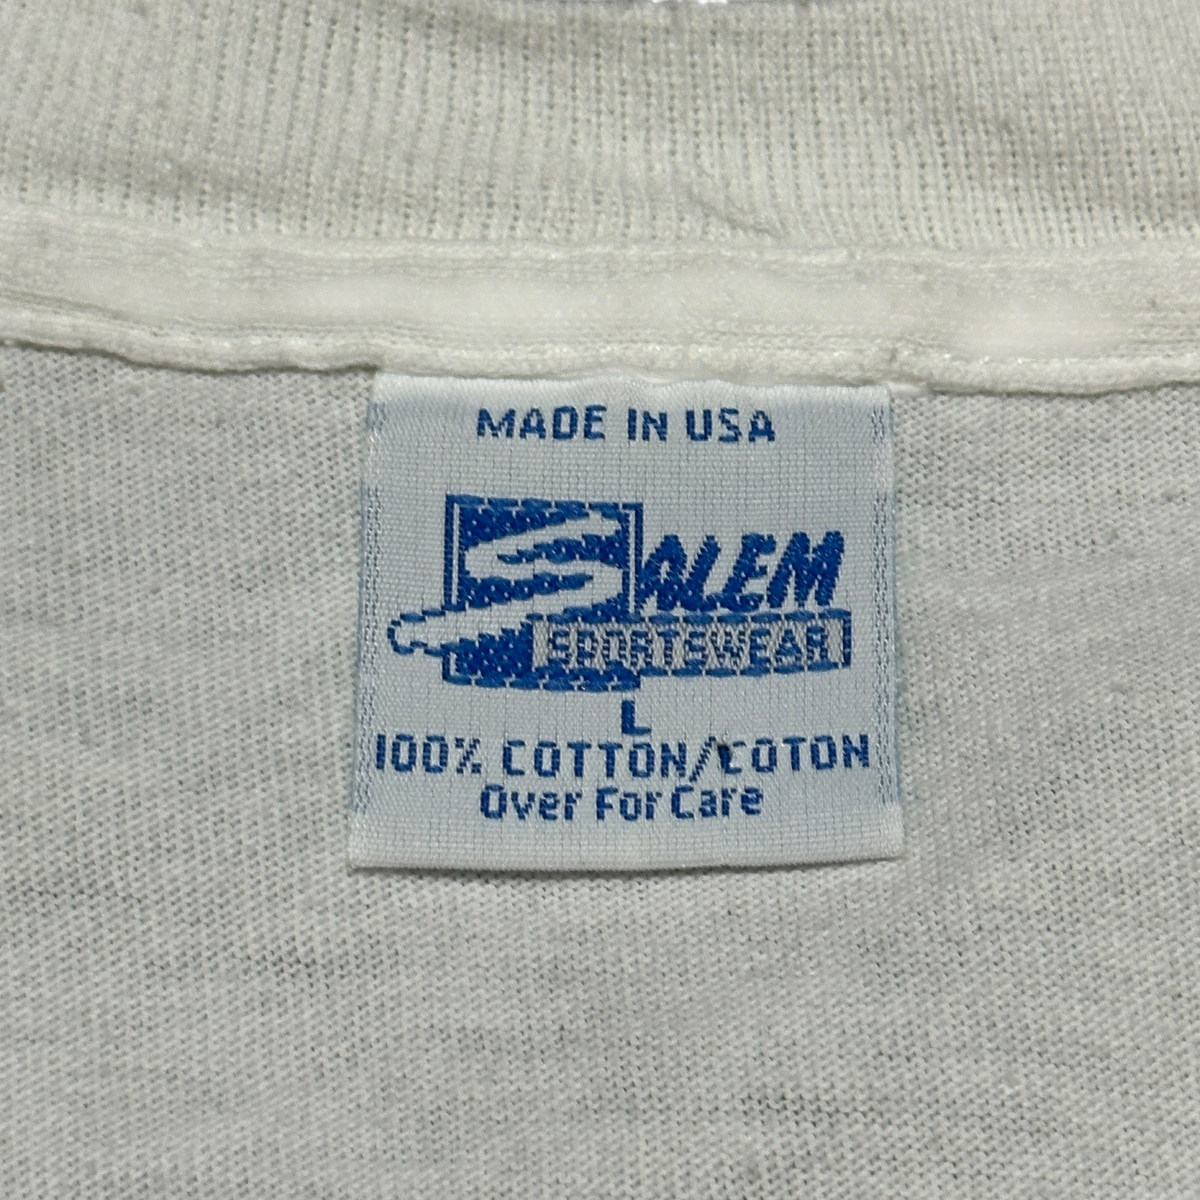 MADE IN USA
SALEM
SPORTSWEAR
L
100% COTTON/COTON
Over For Care